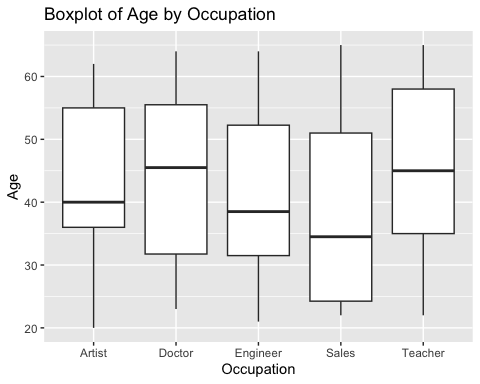 Boxplot of Age by Occupation
60
50
40
30
20
Age
Artist Doctor Engineer Sales Teacher
Occupation